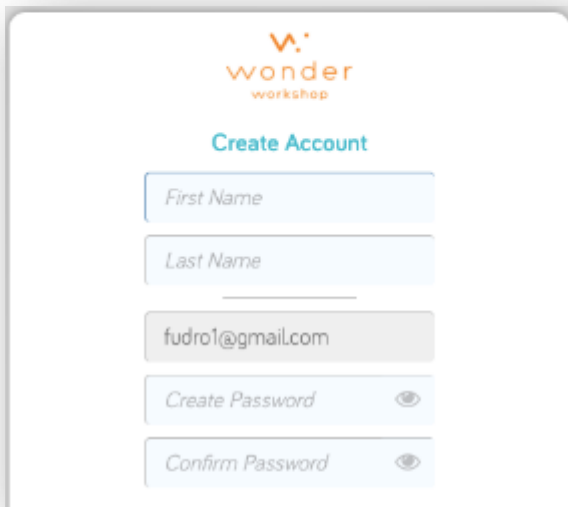 wonder
workshop
Create Account
First Name
Last Name
fudro1@gmail.com
Create Password
Confirm Password